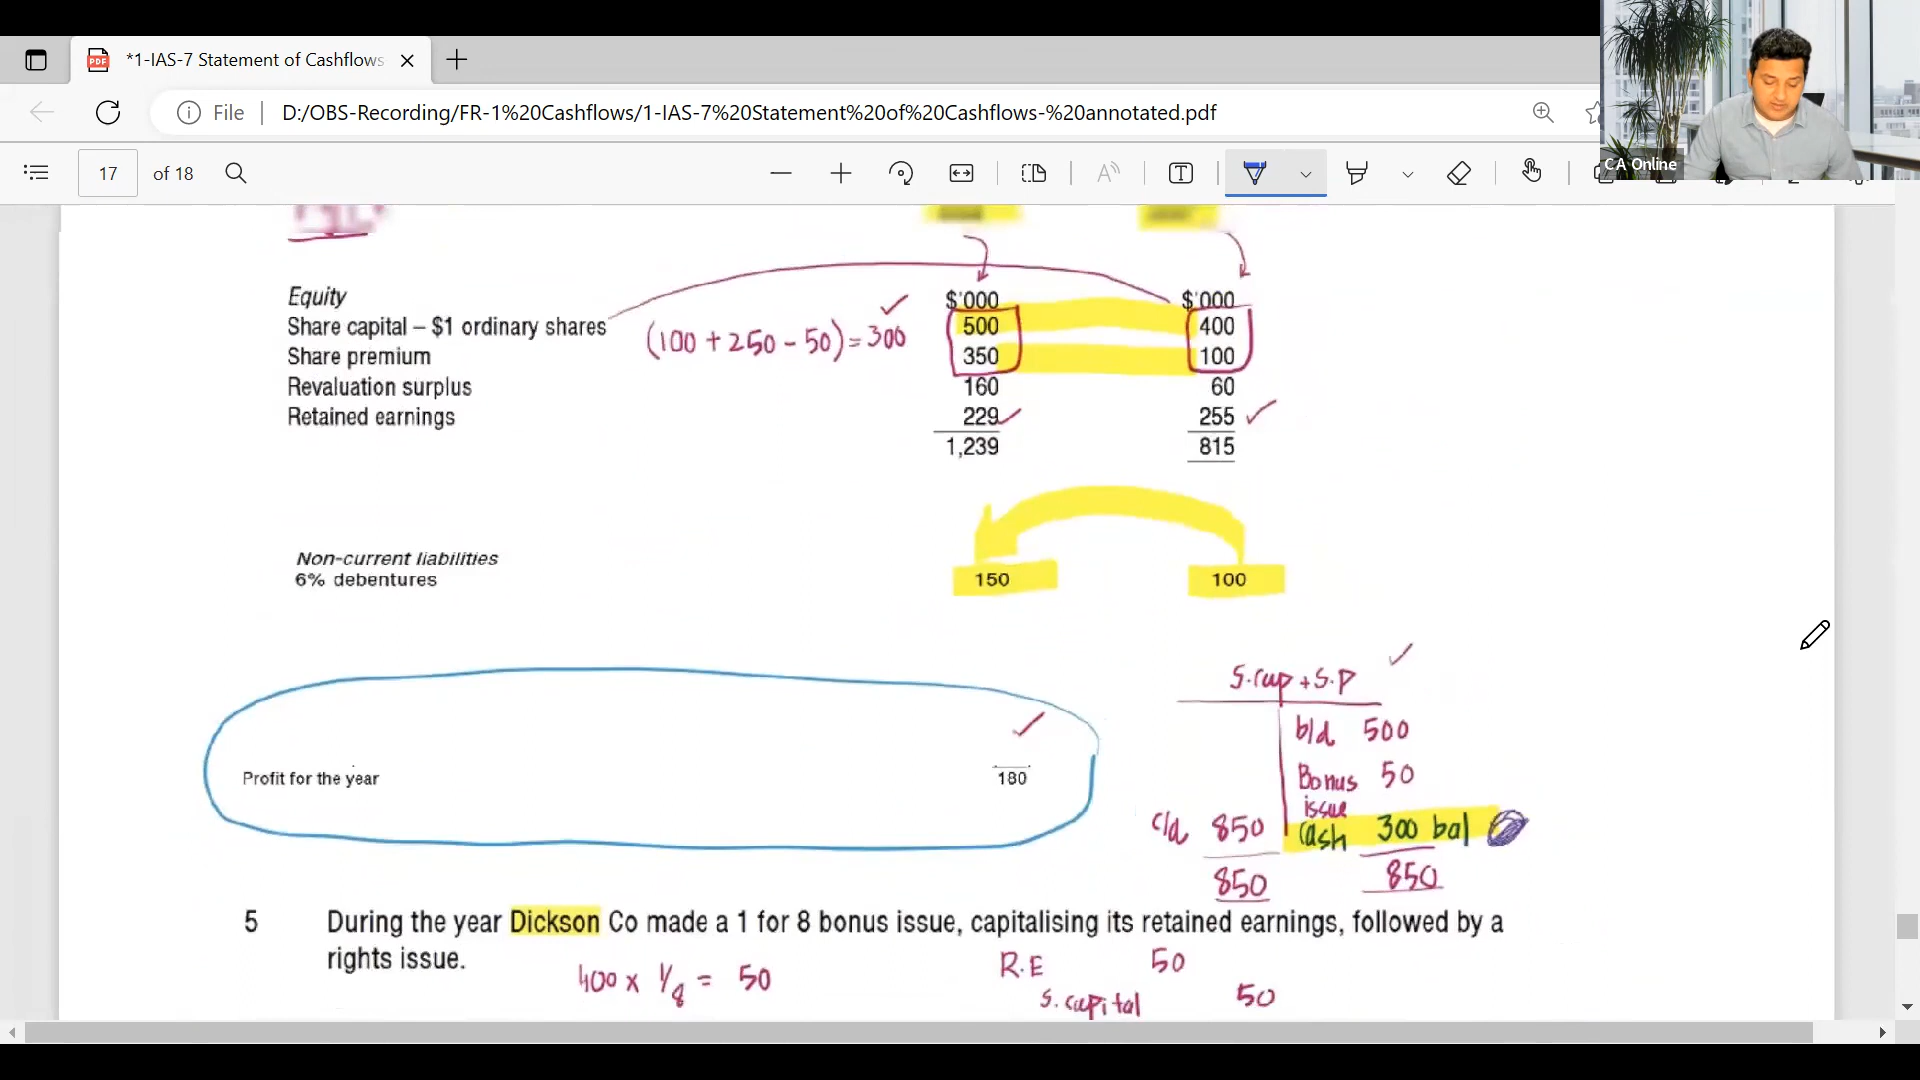 *1-IAS-7 Statement of Cashflows
CA Online
File D:/OBS-Recording/FR-1%20Cashflows/1-IAS-7%20Statement%20of%20Cashflows-%20annotated.pdf
17 of 18
Equity $'000 $'000
Share capital – $1 ordinary shares 500 400
(100 + 250 - 50) = 300
Share premium 350 100
Revaluation surplus 160 60
Retained earnings 229 255
1,239 815
Non-current liabilities
6% debentures 150 100
S.cap + S.P
b/d 500
Profit for the year 180
Bonus 50
issue
c/d 850 Cash 300 bal
850 850
5 During the year Dickson Co made a 1 for 8 bonus issue, capitalising its retained earnings, followed by a
rights issue.
400 x 1/8 = 50
R.E 50
S. capital 50